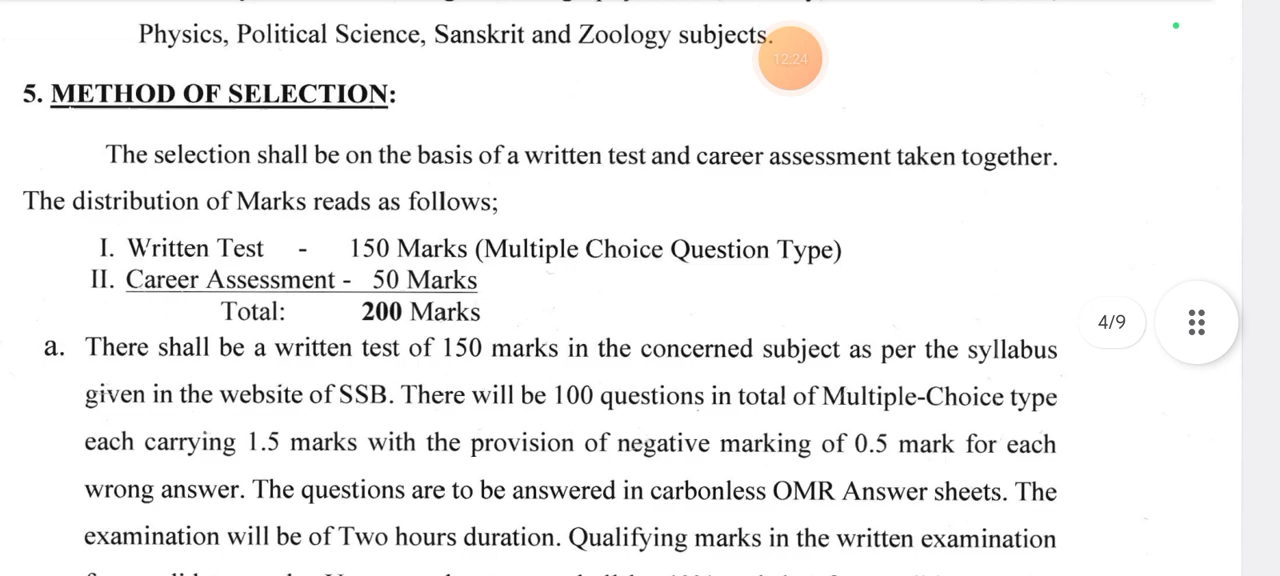 Physics, Political Science, Sanskrit and Zoology subjects.
12:24
5. METHOD OF SELECTION:
The selection shall be on the basis of a written test and career assessment taken together.
The distribution of Marks reads as follows;
I. Written Test - 150 Marks (Multiple Choice Question Type)
II. Career Assessment - 50 Marks
Total: 200 Marks
4/9
a. There shall be a written test of 150 marks in the concerned subject as per the syllabus
given in the website of SSB. There will be 100 questions in total of Multiple-Choice type
each carrying 1.5 marks with the provision of negative marking of 0.5 mark for each
wrong answer. The questions are to be answered in carbonless OMR Answer sheets. The
examination will be of Two hours duration. Qualifying marks in the written examination